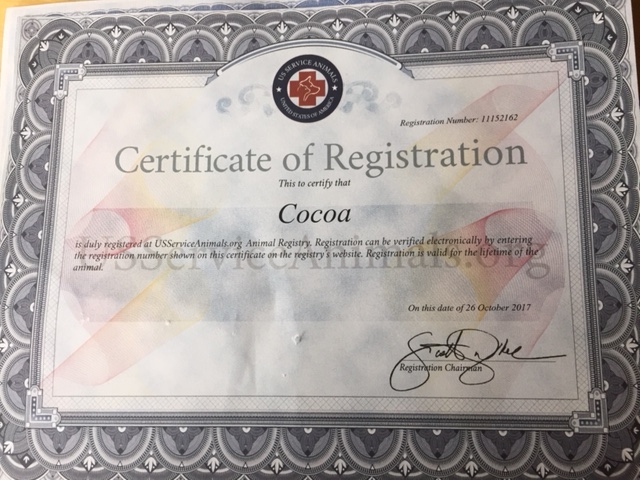 US SERVICE ANIMALS
UNITED STATES OF AMERICA
Registration Number: 11152162
Certificate of Registration
This to certify that
Cocoa
is duly registered at USServiceAnimals.org Animal Registry. Registration can be verified electronically by entering
the registration number shown on this certificate on the registry's website. Registration is valid for the lifetime of the
animal.
USServiceAnimals.org
On this date of 26 October 2017
Registration Chairman